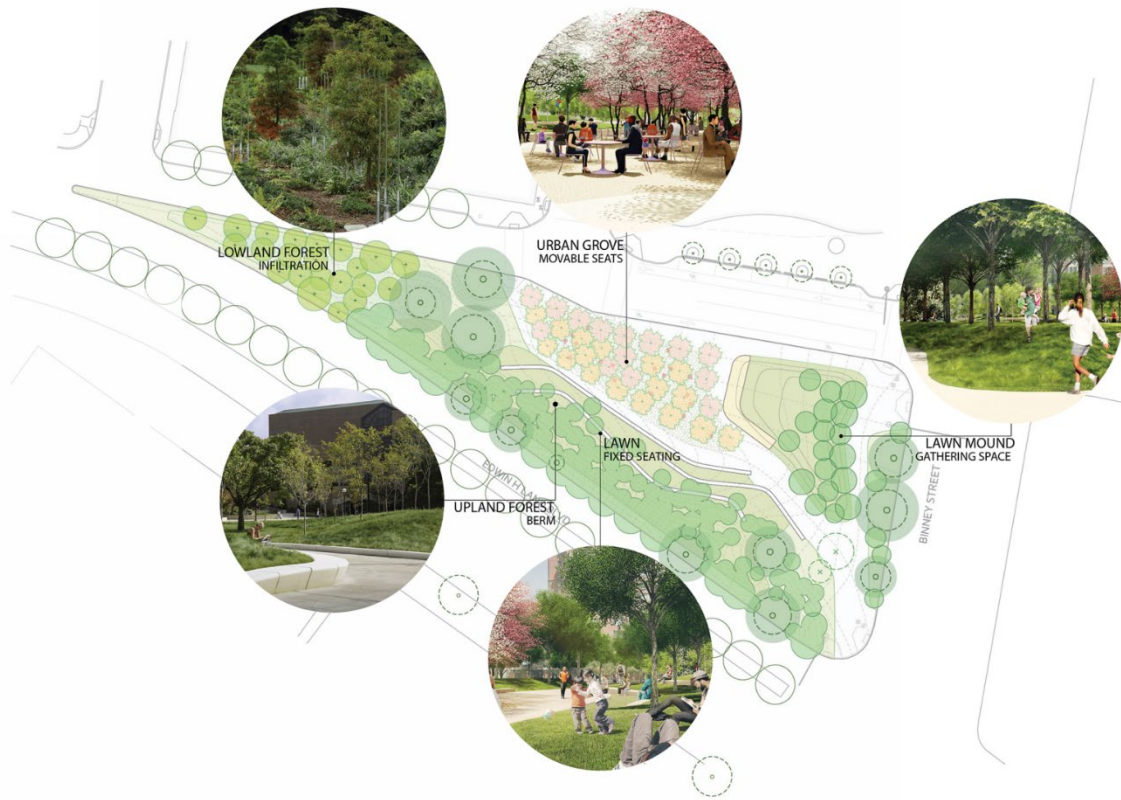 LOWLAND FOREST
INFILTRATION
URBAN GROVE
MOVABLE SEATS
LAWN
FIXED SEATING
LAWN MOUND
GATHERING SPACE
UPLAND FOREST
BERM
EDWIN H
BINNEY STREET